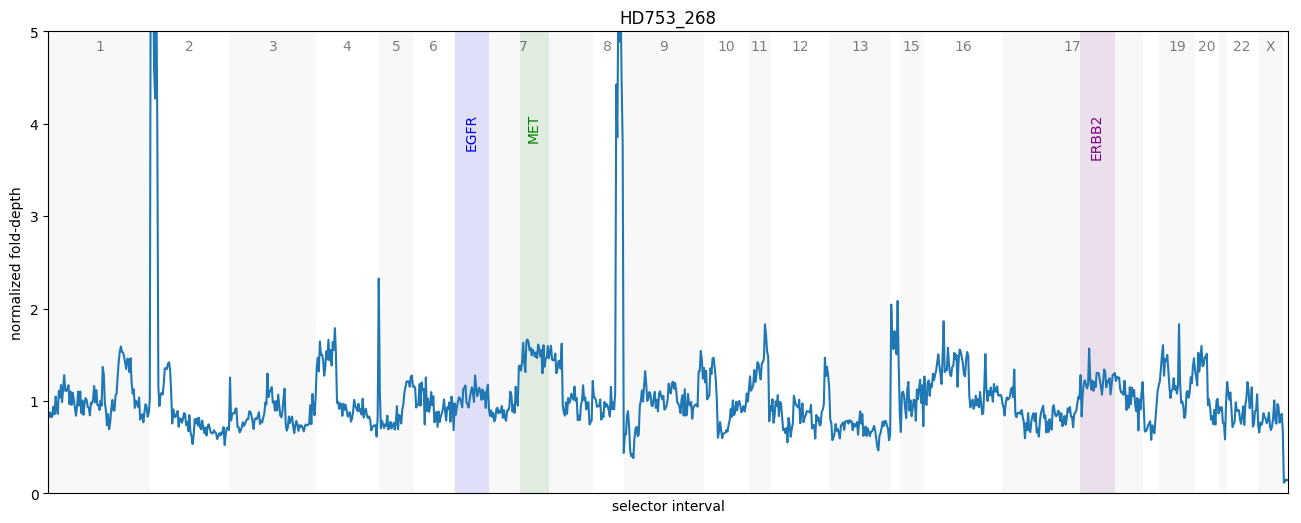 HD753_268
5
4
3
2
1
0
normalized fold-depth
1 2 3 4 5 6 7 8 9 10 11 12 13 15 16 17 19 20 22 X
EGFR
MET
ERBB2
selector interval